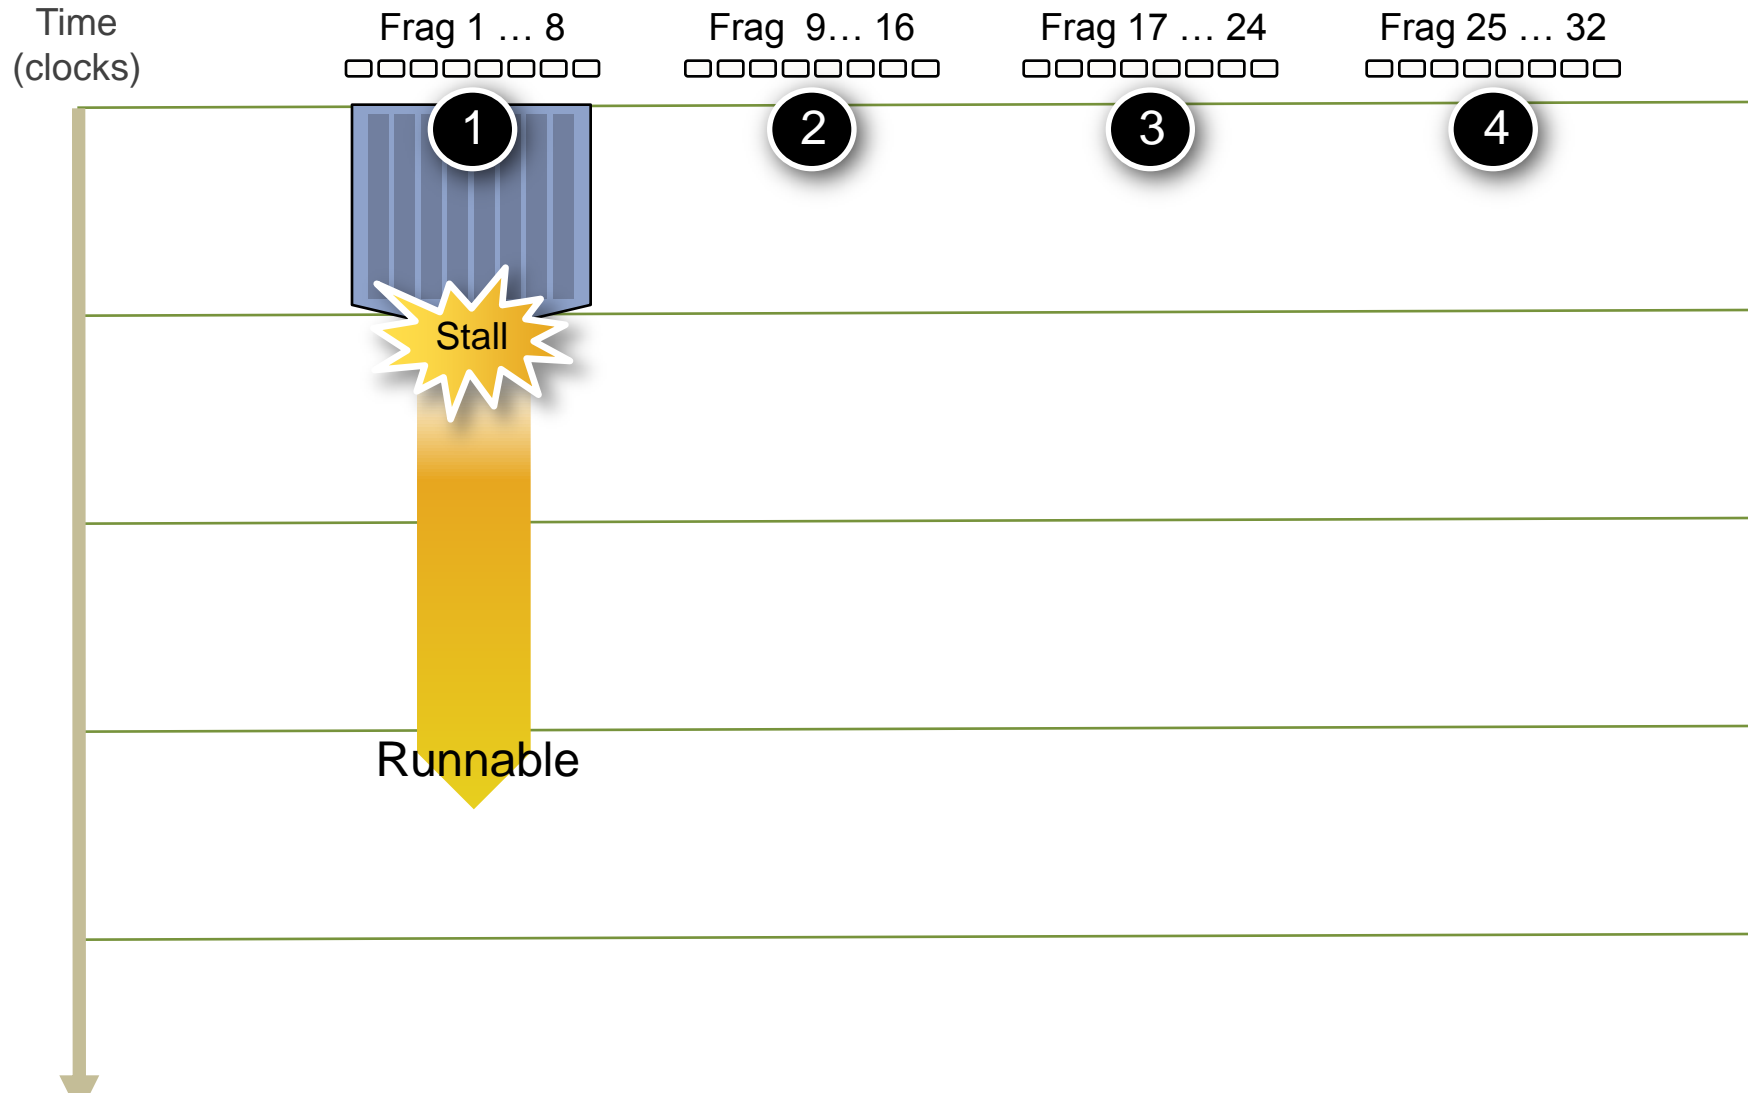 Time
(clocks)
Frag 1 … 8
Frag  9… 16
Frag 17 … 24
Frag 25 … 32
1
2
3
4
Stall
Runnable